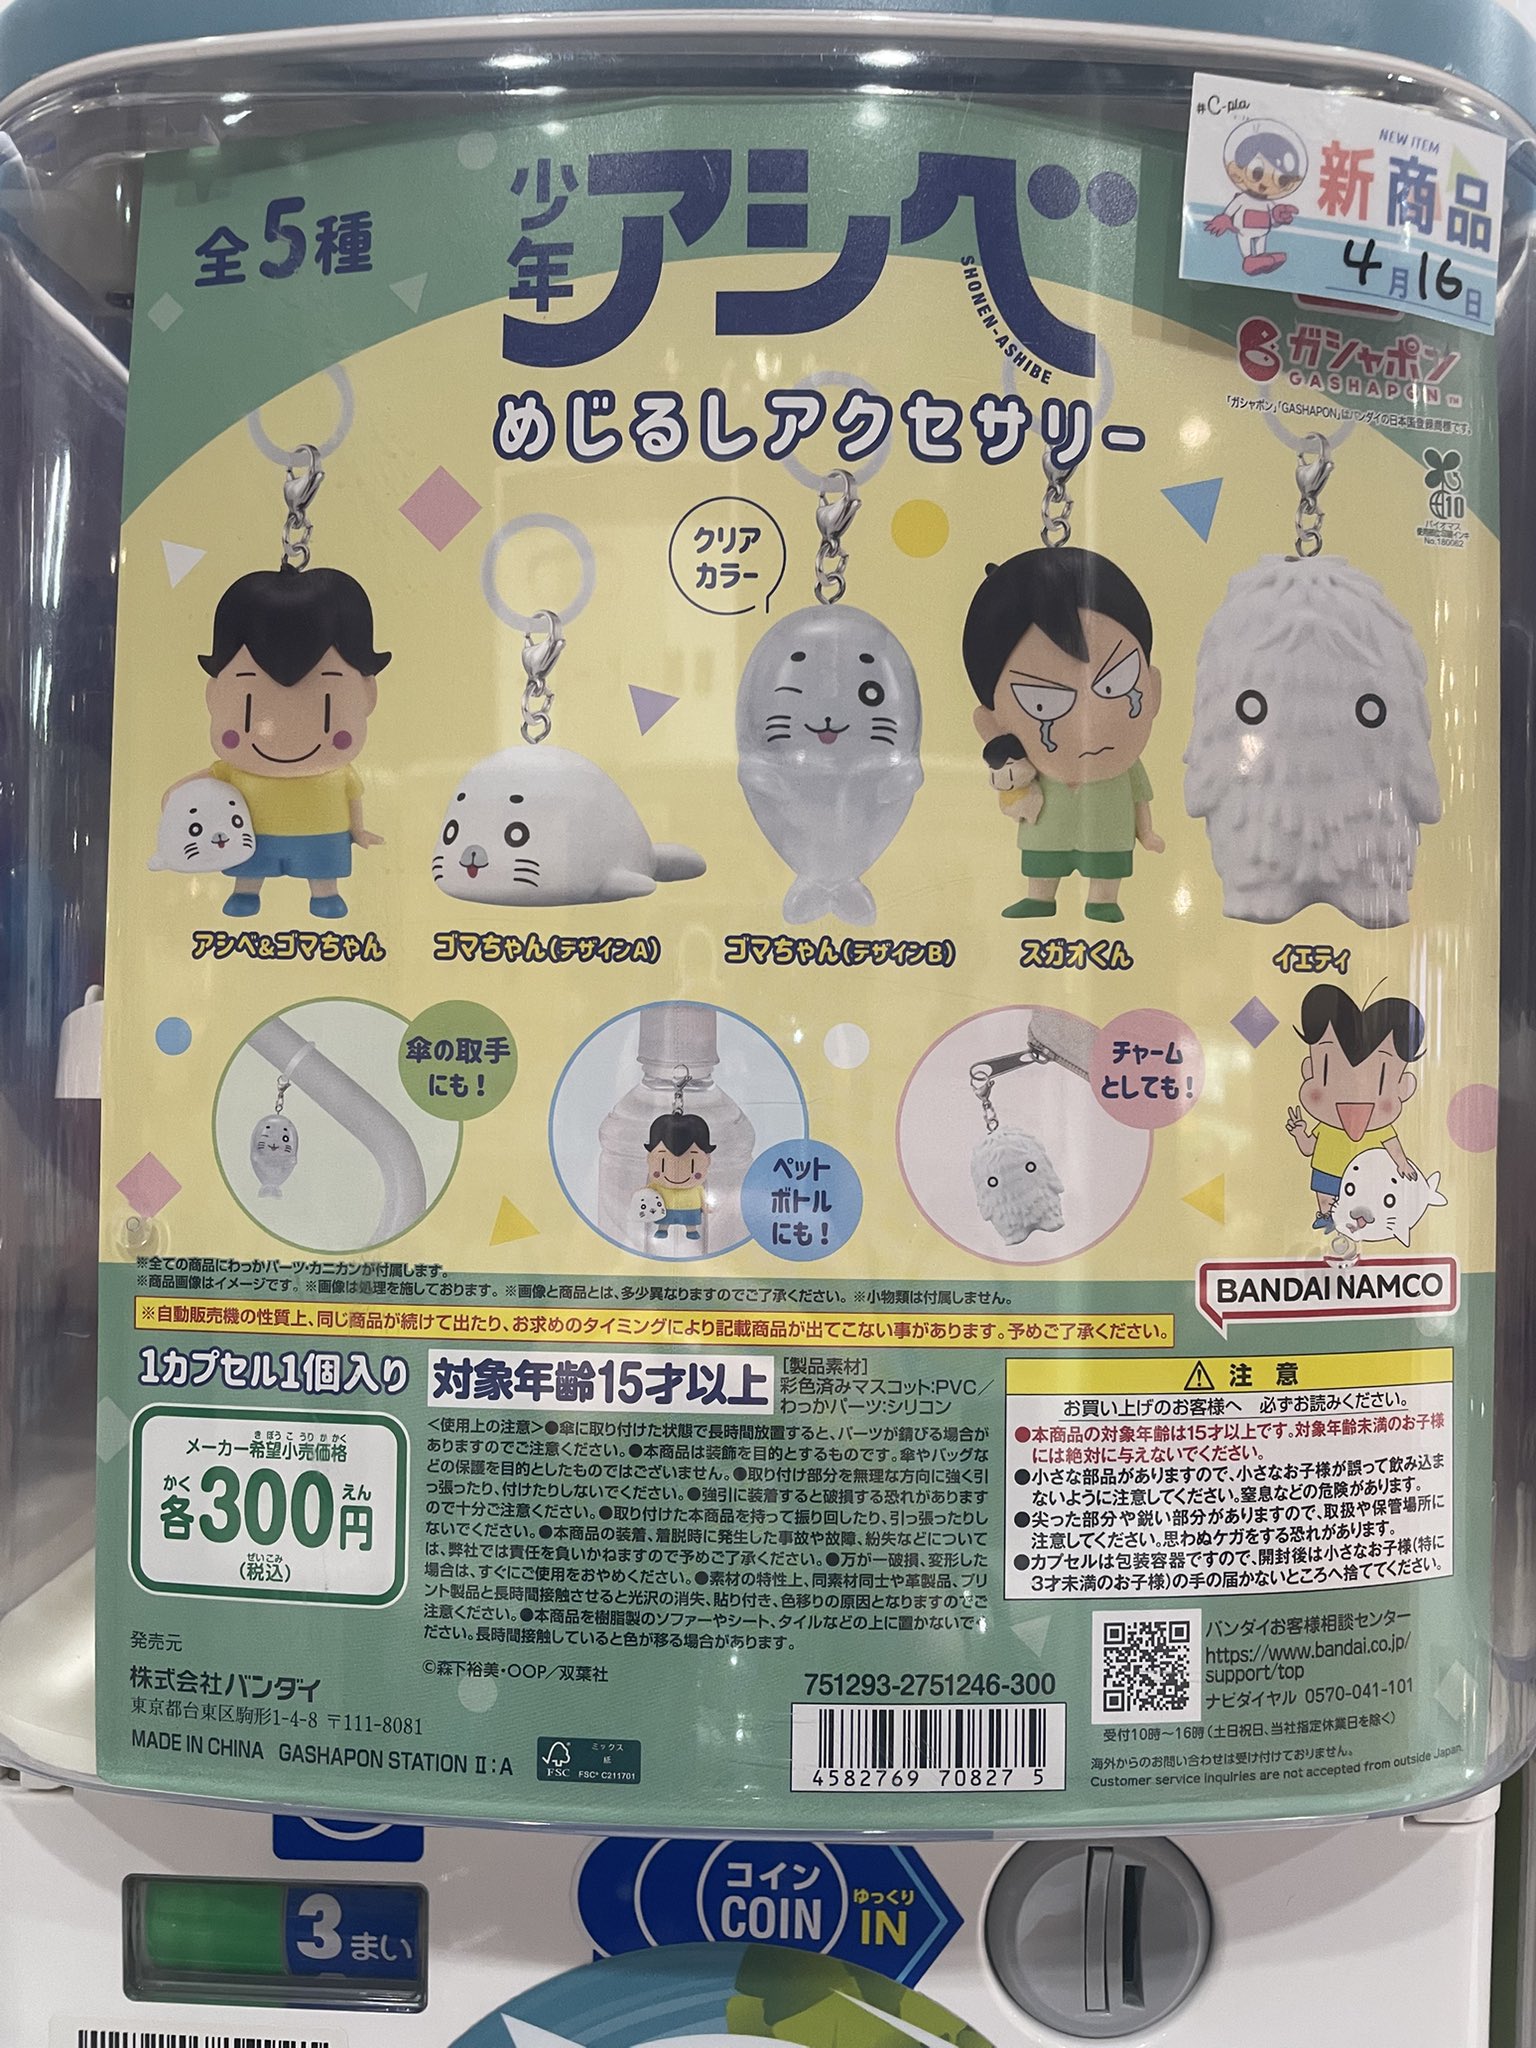 #C-pla
NEW ITEM
新商品
4月16日
全5種
少年アシベ
SHONEN-ASHIBE
めじるしアクセサリー
ガシャポン
GASHAPON™
「ガシャポン」「GASHAPON」はバンダイの日本国登録商標です。
10
バイオマス
No.180062
クリア
カラー
アシベ&ゴマちゃん
ゴマちゃん(デザインA)
ゴマちゃん(デザインB)
スガオくん
イエティ
傘の取手
にも!
ペット
ボトル
にも!
チャーム
としても!
※全ての商品にわっかパーツ・カニカンが付属します。
※商品画像はイメージです。※画像は処理を施しております。※画像と商品とは、多少異なりますのでご了承ください。※小物類は付属しません。
BANDAI NAMCO
※自動販売機の性質上、同じ商品が続けて出たり、お求めのタイミングにより記載商品が出てこない事があります。予めご了承ください。
1カプセル1個入り
対象年齢15才以上
[製品素材]
彩色済みマスコット:PVC/
わっかパーツ:シリコン
きぼうこうりかかく
メーカー希望小売価格
かく えん
各300円
ぜいこみ
(税込)
<使用上の注意>●傘に取り付けた状態で長時間放置すると、パーツが錆びる場合が
ありますのでご注意ください。●本商品は装飾を目的とするものです。傘やバッグな
どの保護を目的としたものではございません。●取り付け部分を無理な方向に強く引
っ張ったり、付けたりしないでください。●強引に装着すると破損する恐れがあります
ので十分ご注意ください。●取り付けた本商品を持って振り回したり、引っ張ったりし
ないでください。●本商品の装着、着脱時に発生した事故や故障、紛失などについて
は、弊社では責任を負いかねますので予めご了承ください。●万が一破損、変形した
場合は、すぐにご使用をおやめください。●素材の特性上、同素材同士や革製品、プリ
ント製品と長時間接触させると光沢の消失、貼り付き、色移りの原因となりますのでご
注意ください。●本商品を樹脂製のソファーやシート、タイルなどの上に置かないでく
ださい。長時間接触していると色が移る場合があります。
©森下裕美・OOP/双葉社
注意
お買い上げのお客様へ 必ずお読みください。
●本商品の対象年齢は15才以上です。対象年齢未満のお子様
には絶対に与えないでください。
●小さな部品がありますので、小さなお子様が誤って飲み込ま
ないように注意してください。窒息などの危険があります。
●尖った部分や鋭い部分がありますので、取扱や保管場所に
注意してください。思わぬケガをする恐れがあります。
●カプセルは包装容器ですので、開封後は小さなお子様(特に
3才未満のお子様)の手の届かないところへ捨ててください。
発売元
株式会社バンダイ
東京都台東区駒形1-4-8 〒111-8081
MADE IN CHINA GASHAPON STATION II:A
FSC
ミックス
紙
FSC® C211701
751293-2751246-300
4582769 70827 5
バンダイお客様相談センター
https://www.bandai.co.jp/
support/top
ナビダイヤル 0570-041-101
受付10時~16時(土日祝日、当社指定休業日を除く)
海外からのお問い合わせは受け付けておりません。
Customer service inquiries are not accepted from outside Japan.
3まい
コイン
COIN
ゆっくり
IN